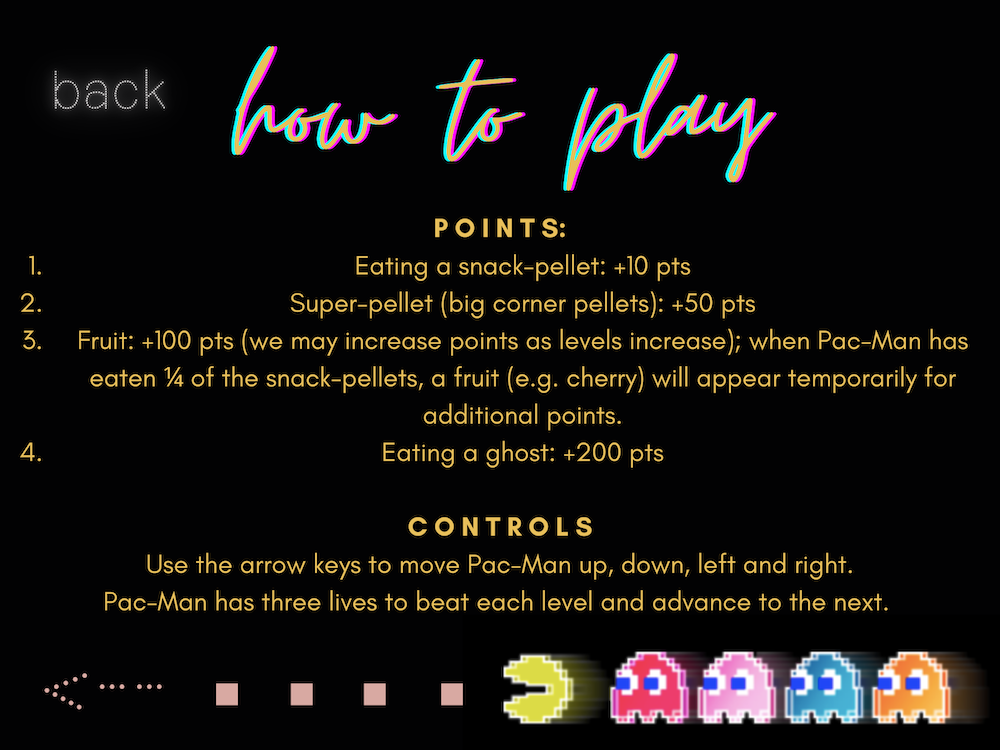 back
how to play
POINTS:
1. Eating a snack-pellet: +10 pts
2. Super-pellet (big corner pellets): +50 pts
3. Fruit: +100 pts (we may increase points as levels increase); when Pac-Man has
eaten ¼ of the snack-pellets, a fruit (e.g. cherry) will appear temporarily for
additional points.
4. Eating a ghost: +200 pts
CONTROLS
Use the arrow keys to move Pac-Man up, down, left and right.
Pac-Man has three lives to beat each level and advance to the next.